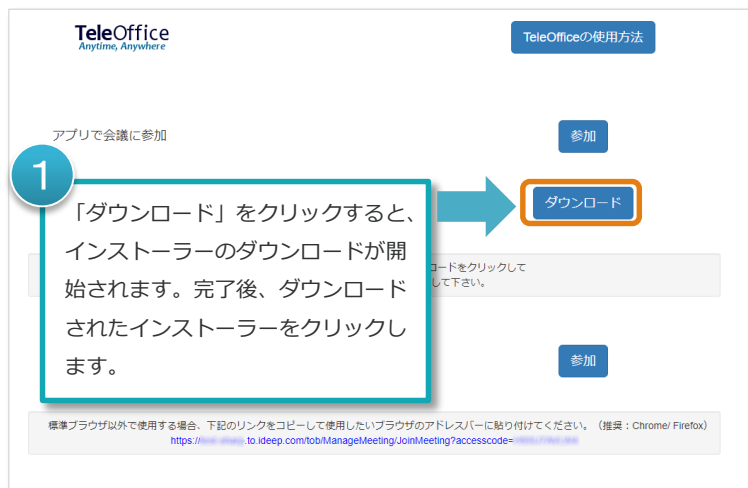 TeleOffice
Anytime, Anywhere
TeleOfficeの使用方法
アプリで会議に参加
参加
1
「ダウンロード」をクリックすると、
インストーラーのダウンロードが開
始されます。完了後、ダウンロード
されたインストーラーをクリックし
ます。
ダウンロード
ロードをクリックして
して下さい。
参加
標準ブラウザ以外で使用する場合、下記のリンクをコピーして使用したいブラウザのアドレスバーに貼り付けてください。（推奨：Chrome/ Firefox）
https:// .to.ideep.com/tob/ManageMeeting/JoinMeeting?accesscode=